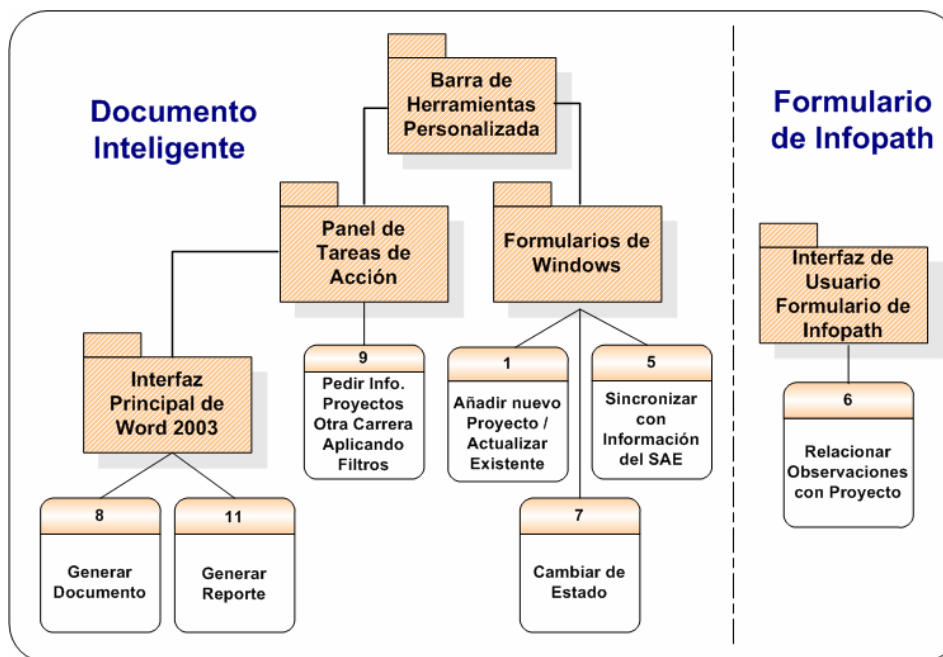 Documento
Inteligente
Barra de
Herramientas
Personalizada
Formulario
de Infopath
Panel de
Tareas de
Acción
Formularios de
Windows
Interfaz de
Usuario
Formulario de
Infopath
Interfaz
Principal de
Word 2003
9
Pedir Info.
Proyectos
Otra Carrera
Aplicando
Filtros
1
Añadir nuevo
Proyecto /
Actualizar
Existente
5
Sincronizar
con
Información
del SAE
6
Relacionar
Observaciones
con Proyecto
8
Generar
Documento
11
Generar
Reporte
7
Cambiar de
Estado